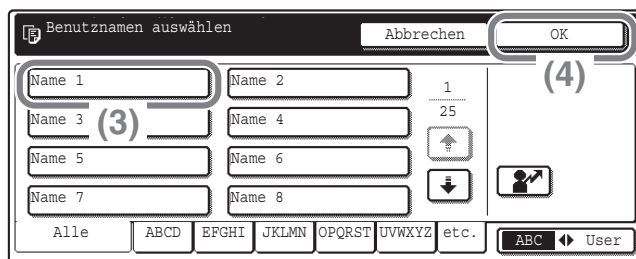 Benutznamen auswählen
Abbrechen
OK
(4)
Name 1
Name 2
1
25
(3)
Name 3
Name 4
Name 5
Name 6
Name 7
Name 8
Alle
ABCD
EFGHI
JKLMN
OPQRST
UVWXYZ
etc.
ABC
User